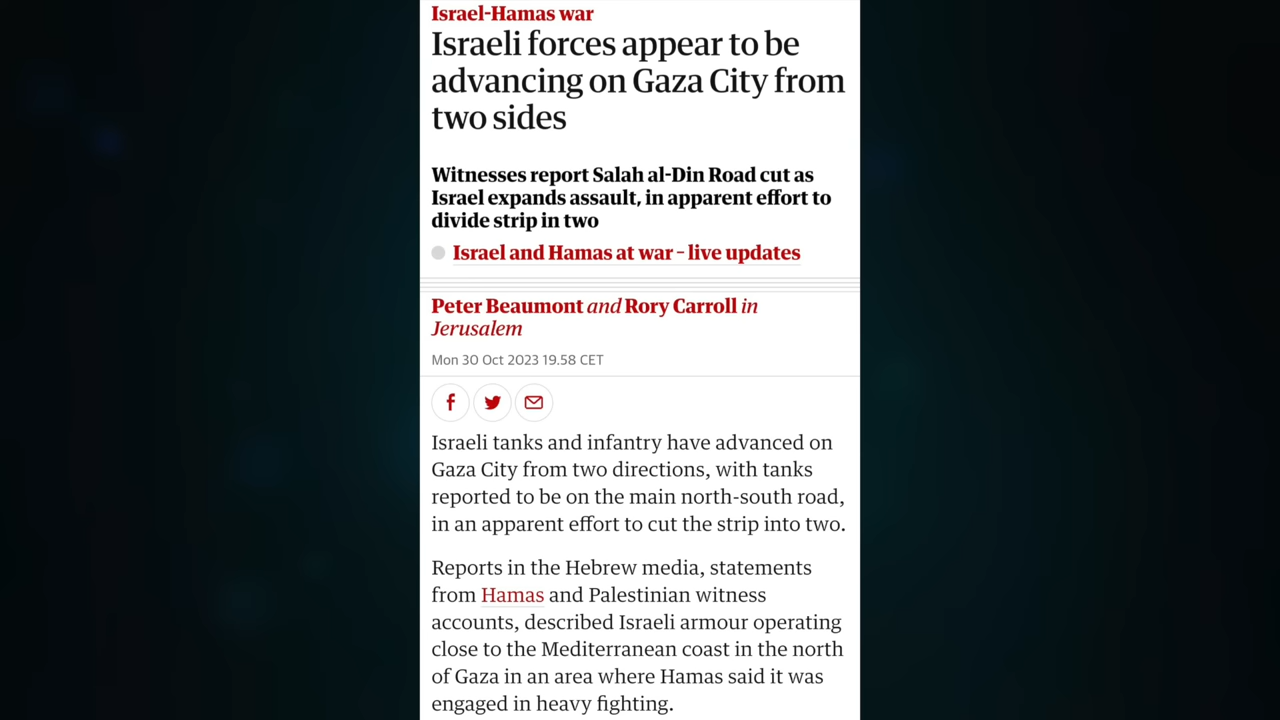 Israel-Hamas war
Israeli forces appear to be
advancing on Gaza City from
two sides
Witnesses report Salah al-Din Road cut as
Israel expands assault, in apparent effort to
divide strip in two
Israel and Hamas at war – live updates
Peter Beaumont and Rory Carroll in
Jerusalem
Mon 30 Oct 2023 19.58 CET
Israeli tanks and infantry have advanced on
Gaza City from two directions, with tanks
reported to be on the main north-south road,
in an apparent effort to cut the strip into two.
Reports in the Hebrew media, statements
from Hamas and Palestinian witness
accounts, described Israeli armour operating
close to the Mediterranean coast in the north
of Gaza in an area where Hamas said it was
engaged in heavy fighting.